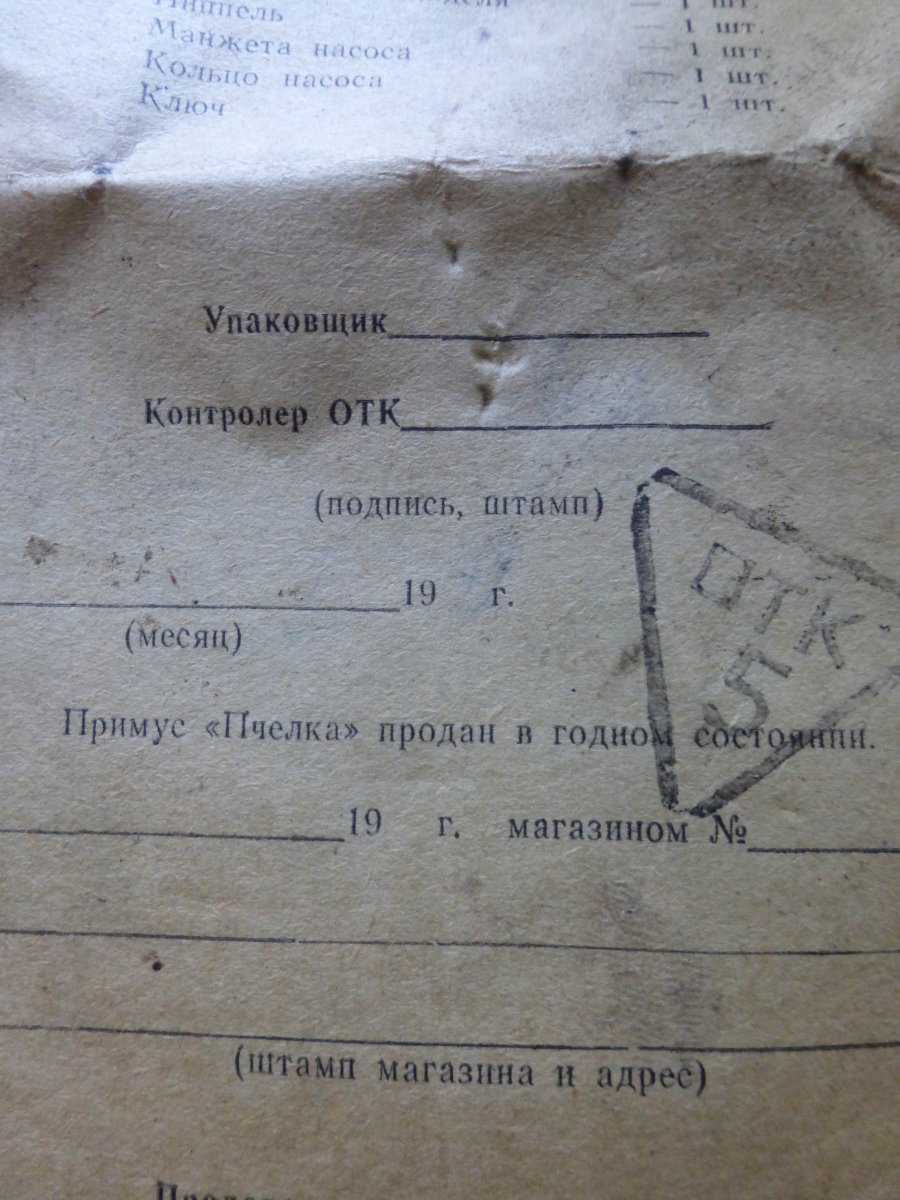 Ниппель — 1 шт.
Манжета насоса — 1 шт.
Кольцо насоса — 1 шт.
Ключ — 1 шт.
Упаковщик
Контролер ОТК
(подпись, штамп)
19 г.
(месяц)
ОТК
5
Примус «Пчелка» продан в годном состоянии.
19 г. магазином №
(штамп магазина и адрес)